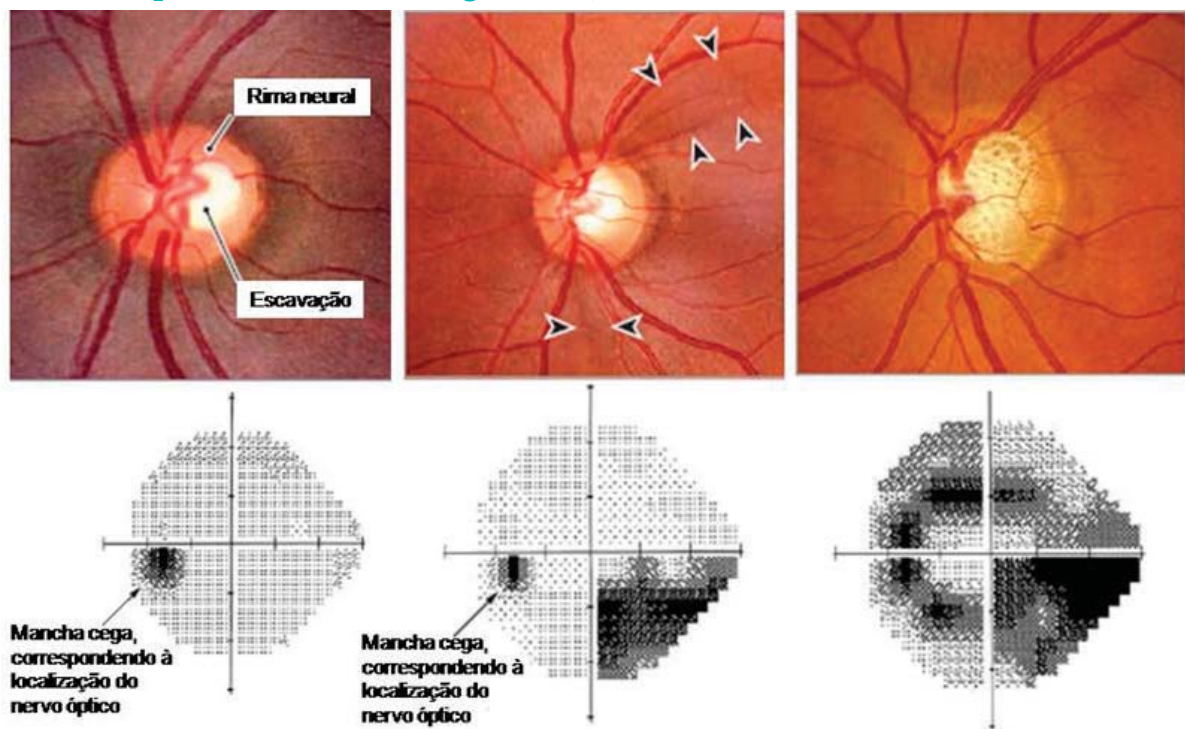 Rima neural
Escavação
Mancha cega,
correspondendo à
localização do
nervo óptico
Mancha cega,
correspondendo à
localização do
nervo óptico